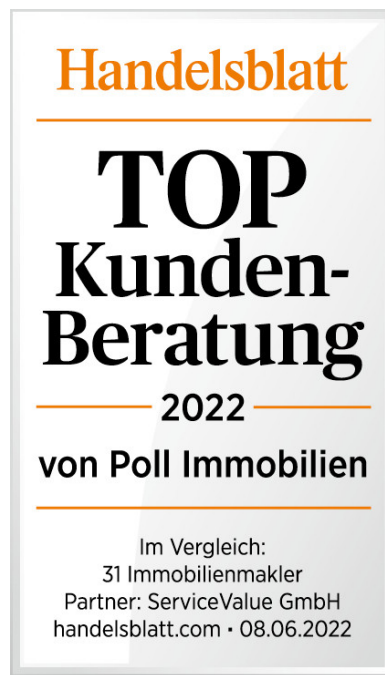 Handelsblatt
TOP
Kunden-
Beratung
2022
von Poll Immobilien
Im Vergleich:
31 Immobilienmakler
Partner: ServiceValue GmbH
handelsblatt.com • 08.06.2022